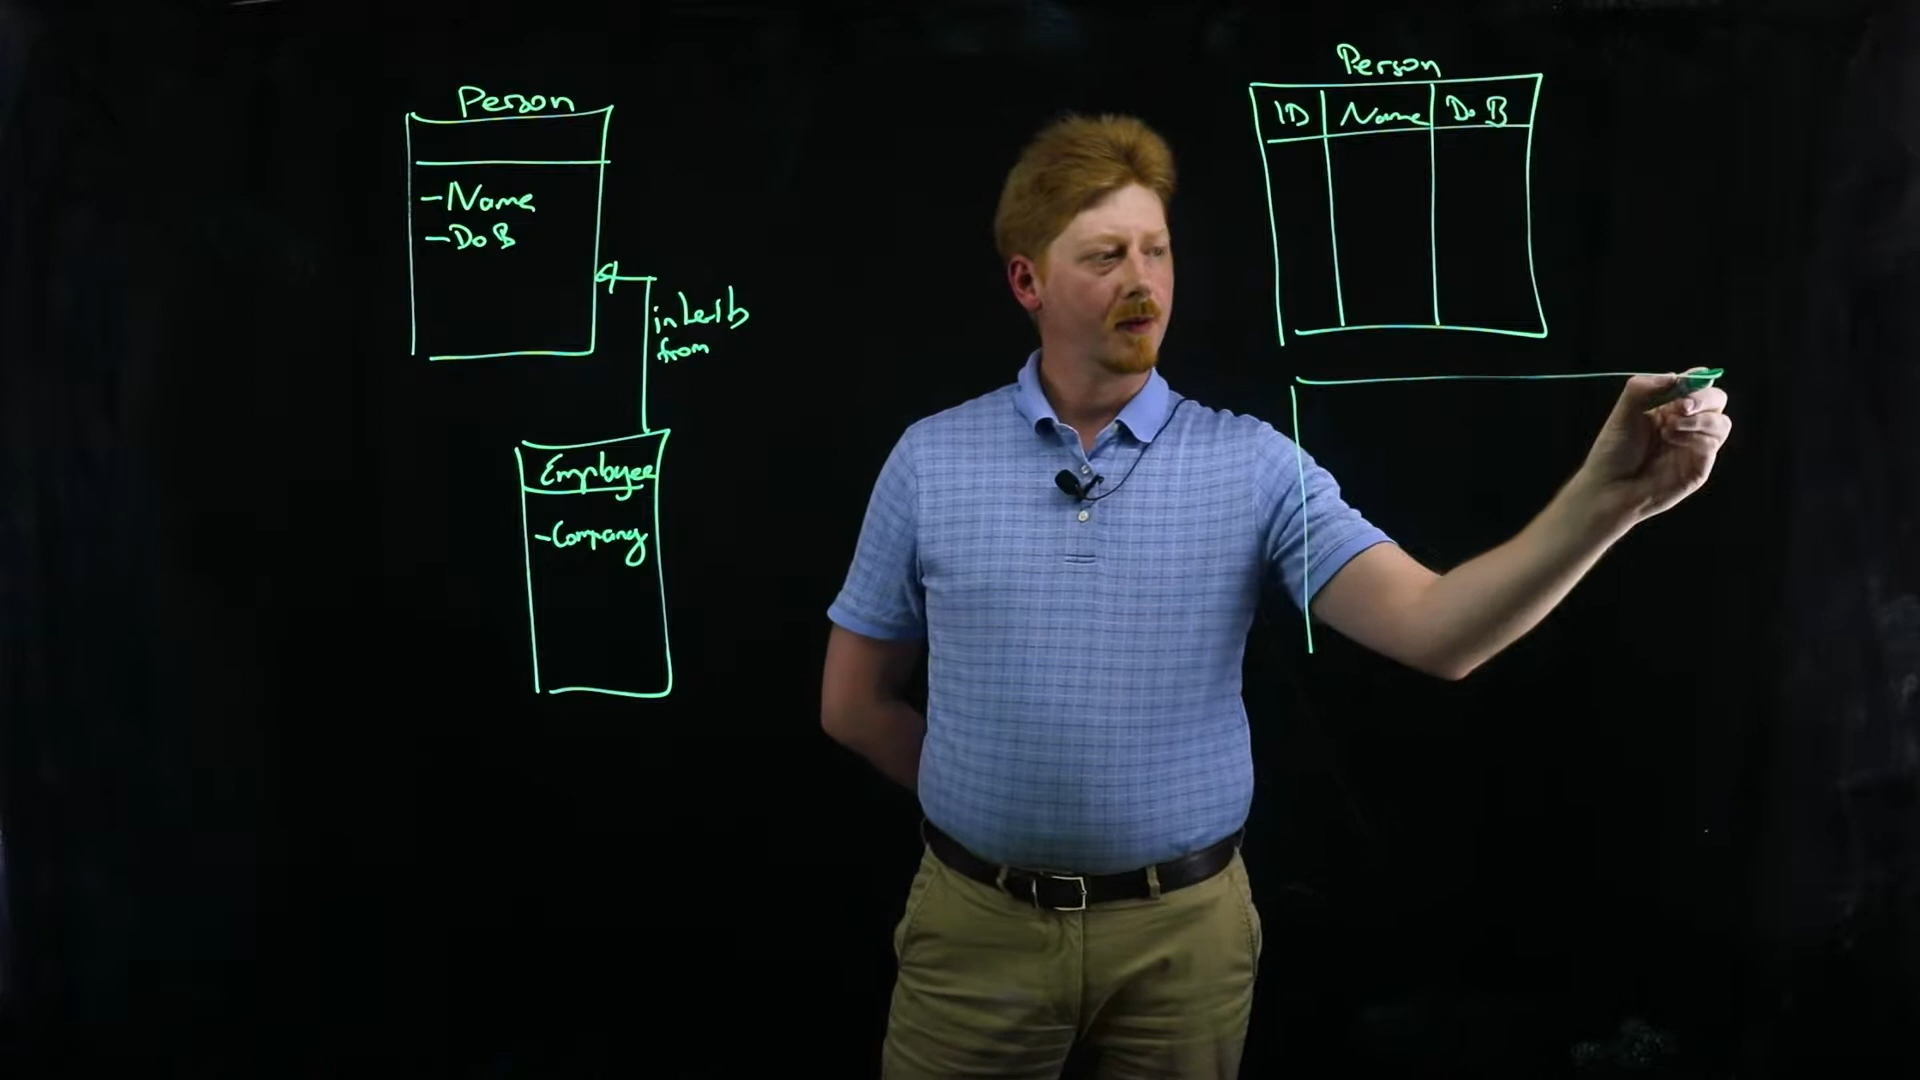 Person
-Name
-DoB
inherits
from
Employee
-Company
Person
ID Name DoB